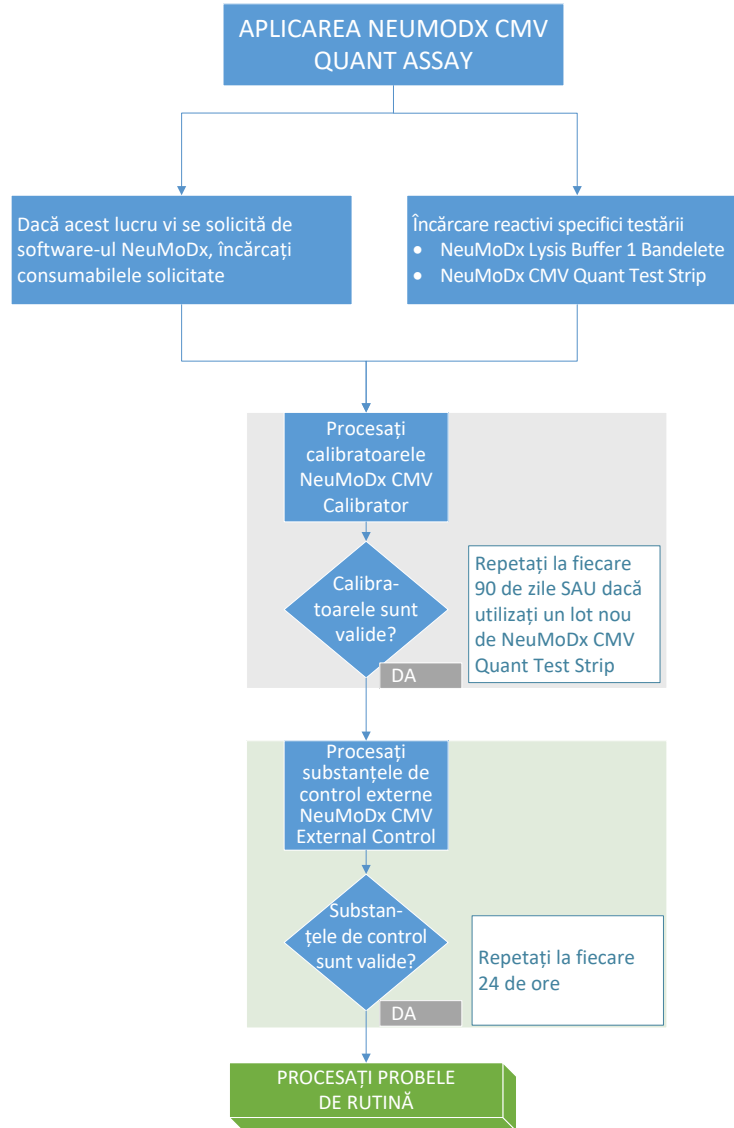 APLICAREA NEUMODX CMV
QUANT ASSAY
Dacă acest lucru vi se solicită de
software-ul NeuMoDx, încărcați
consumabilele solicitate
Încărcare reactivi specifici testării
• NeuMoDx Lysis Buffer 1 Bandelete
• NeuMoDx CMV Quant Test Strip
Procesați
calibratoarele
NeuMoDx CMV
Calibrator
Calibra-
toarele sunt
valide?
Repetați la fiecare
90 de zile SAU dacă
utilizați un lot nou
de NeuMoDx CMV
Quant Test Strip
DA
Procesați
substanțele de
control externe
NeuMoDx CMV
External Control
Substan-
țele de control
sunt valide?
Repetați la fiecare
24 de ore
DA
PROCESAȚI PROBELE
DE RUTINĂ